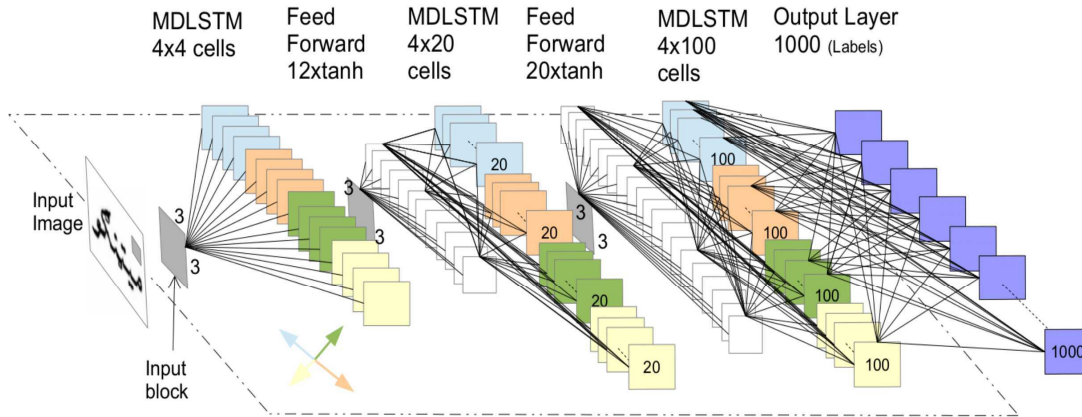 MDLSTM
4x4 cells
Feed
Forward
12xtanh
MDLSTM
4x20
cells
Feed
Forward
20xtanh
MDLSTM
4x100
cells
Output Layer
1000 (Labels)
Input
Image
3
3
Input
block
3
3
20
20
20
20
3
3
100
100
100
100
1000